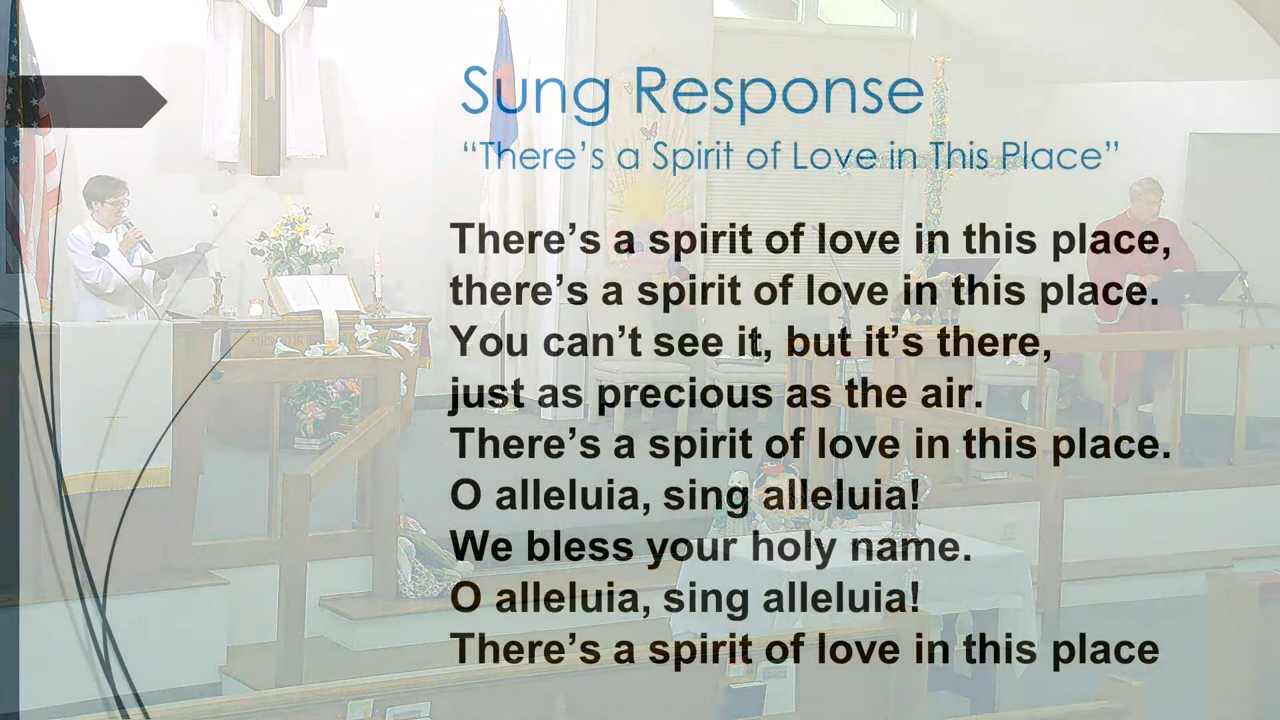 Sung Response
“There’s a Spirit of Love in This Place”
There’s a spirit of love in this place,
there’s a spirit of love in this place.
You can’t see it, but it’s there,
just as precious as the air.
There’s a spirit of love in this place.
O alleluia, sing alleluia!
We bless your holy name.
O alleluia, sing alleluia!
There’s a spirit of love in this place